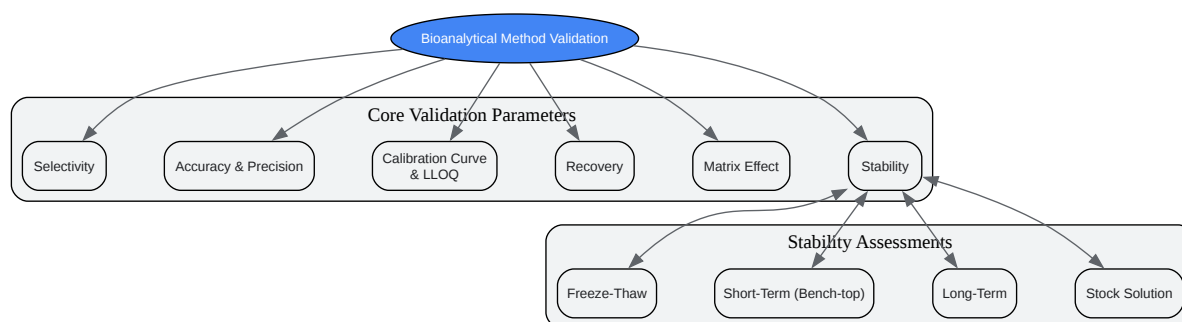 Bioanalytical Method Validation
Core Validation Parameters
Selectivity
Accuracy & Precision
Calibration Curve
& LLOQ
Recovery
Matrix Effect
Stability
Stability Assessments
Freeze-Thaw
Short-Term (Bench-top)
Long-Term
Stock Solution